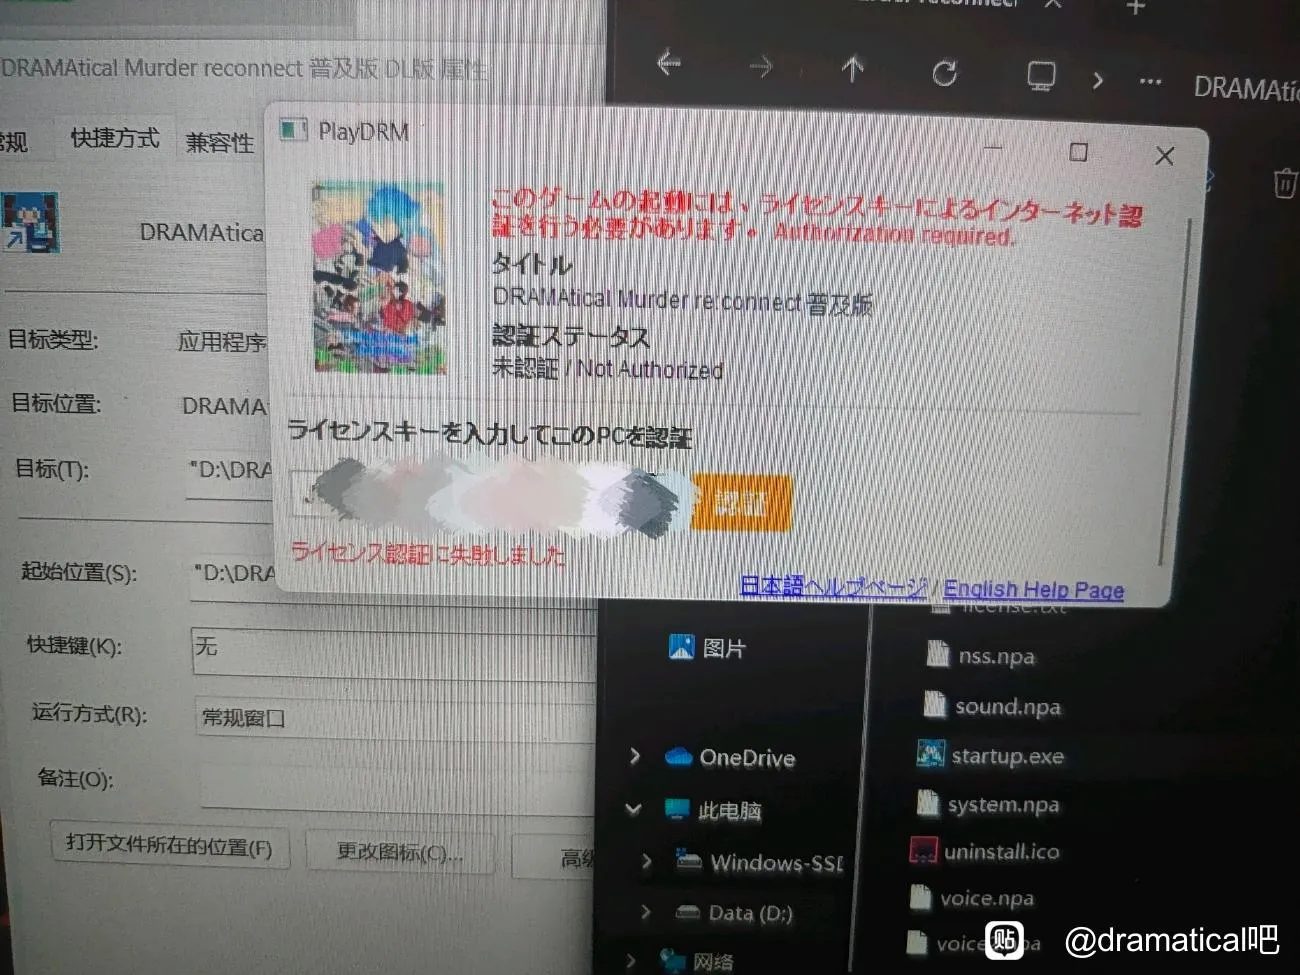 DRAMAtical Murder reconnect 普及版 DL版 属性
常规 快捷方式 兼容性
DRAMAtica
目标类型: 应用程序
目标位置: DRAMA
目标(T): "D:\DRA
起始位置(S): "D:\DRA
快捷键(K): 无
运行方式(R): 常规窗口
备注(O):
打开文件所在的位置(F) 更改图标(C)... 高级
PlayDRM
このゲームの起動には、ライセンスキーによるインターネット認
証を行う必要があります。 Authorization required.
タイトル
DRAMAtical Murder re:connect 普及版
認証ステータス
未認証 / Not Authorized
ライセンスキーを入力してこのPCを認証
認証
ライセンス認証に失敗しました
日本語ヘルプページ / English Help Page
DRAMAtic
图片
OneDrive
此电脑
Windows-SSD
Data (D:)
网络
license.txt
nss.npa
sound.npa
startup.exe
system.npa
uninstall.ico
voice.npa
贴 @dramatical吧